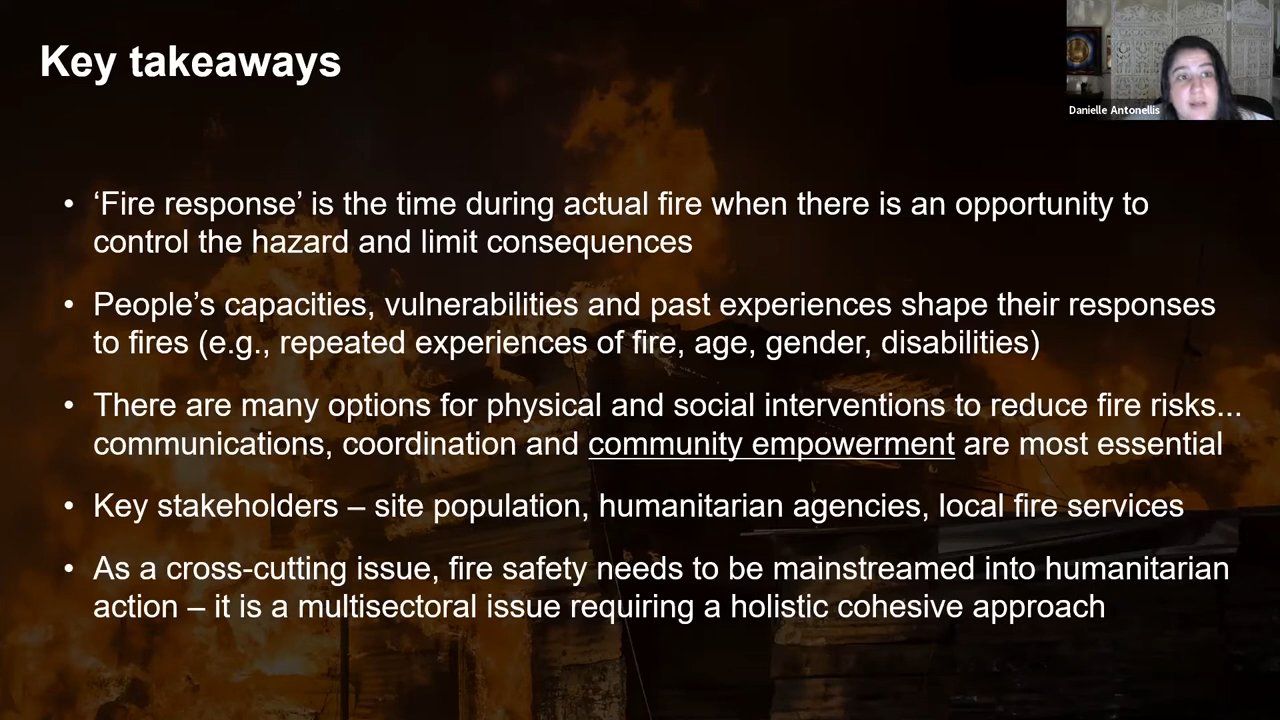 Key takeaways
Danielle Antonellis
• ‘Fire response’ is the time during actual fire when there is an opportunity to
control the hazard and limit consequences
• People’s capacities, vulnerabilities and past experiences shape their responses
to fires (e.g., repeated experiences of fire, age, gender, disabilities)
• There are many options for physical and social interventions to reduce fire risks...
communications, coordination and community empowerment are most essential
• Key stakeholders – site population, humanitarian agencies, local fire services
• As a cross-cutting issue, fire safety needs to be mainstreamed into humanitarian
action – it is a multisectoral issue requiring a holistic cohesive approach